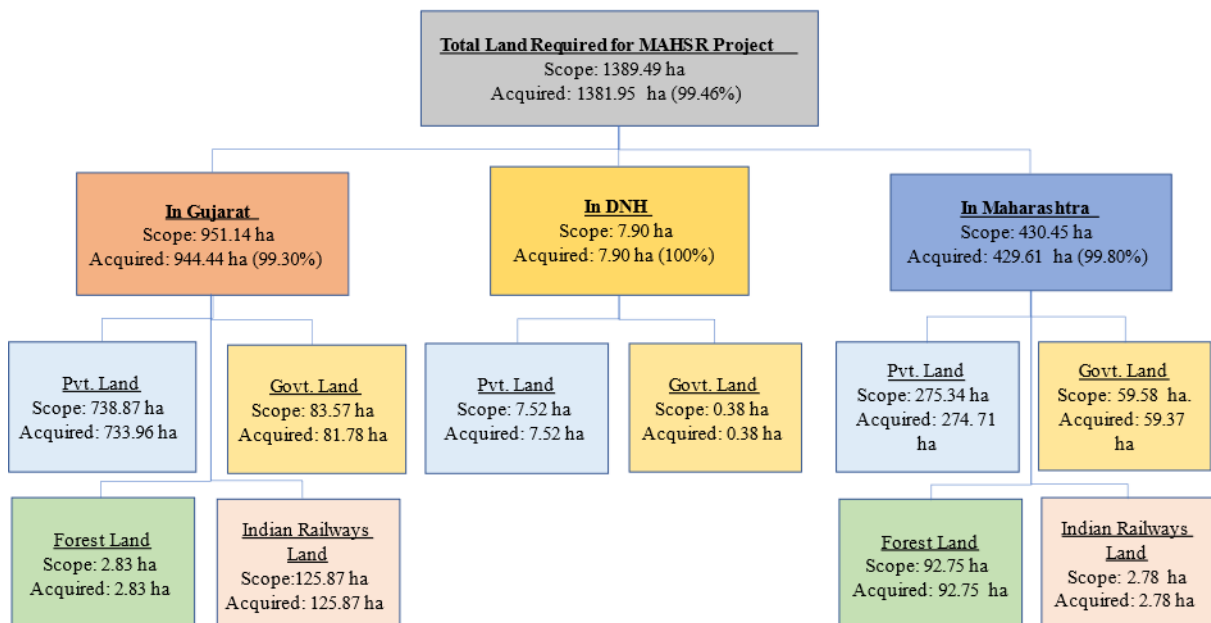 Total Land Required for MAHSR Project
Scope: 1389.49 ha
Acquired: 1381.95 ha (99.46%)
In Gujarat
Scope: 951.14 ha
Acquired: 944.44 ha (99.30%)
In DNH
Scope: 7.90 ha
Acquired: 7.90 ha (100%)
In Maharashtra
Scope: 430.45 ha
Acquired: 429.61 ha (99.80%)
Pvt. Land
Scope: 738.87 ha
Acquired: 733.96 ha
Govt. Land
Scope: 83.57 ha
Acquired: 81.78 ha
Pvt. Land
Scope: 7.52 ha
Acquired: 7.52 ha
Govt. Land
Scope: 0.38 ha
Acquired: 0.38 ha
Pvt. Land
Scope: 275.34 ha
Acquired: 274. 71
ha
Govt. Land
Scope: 59.58 ha.
Acquired: 59.37
ha
Forest Land
Scope: 2.83 ha
Acquired: 2.83 ha
Indian Railways
Land
Scope:125.87 ha
Acquired: 125.87 ha
Forest Land
Scope: 92.75 ha
Acquired: 92.75 ha
Indian Railways
Land
Scope: 2.78 ha
Acquired: 2.78 ha